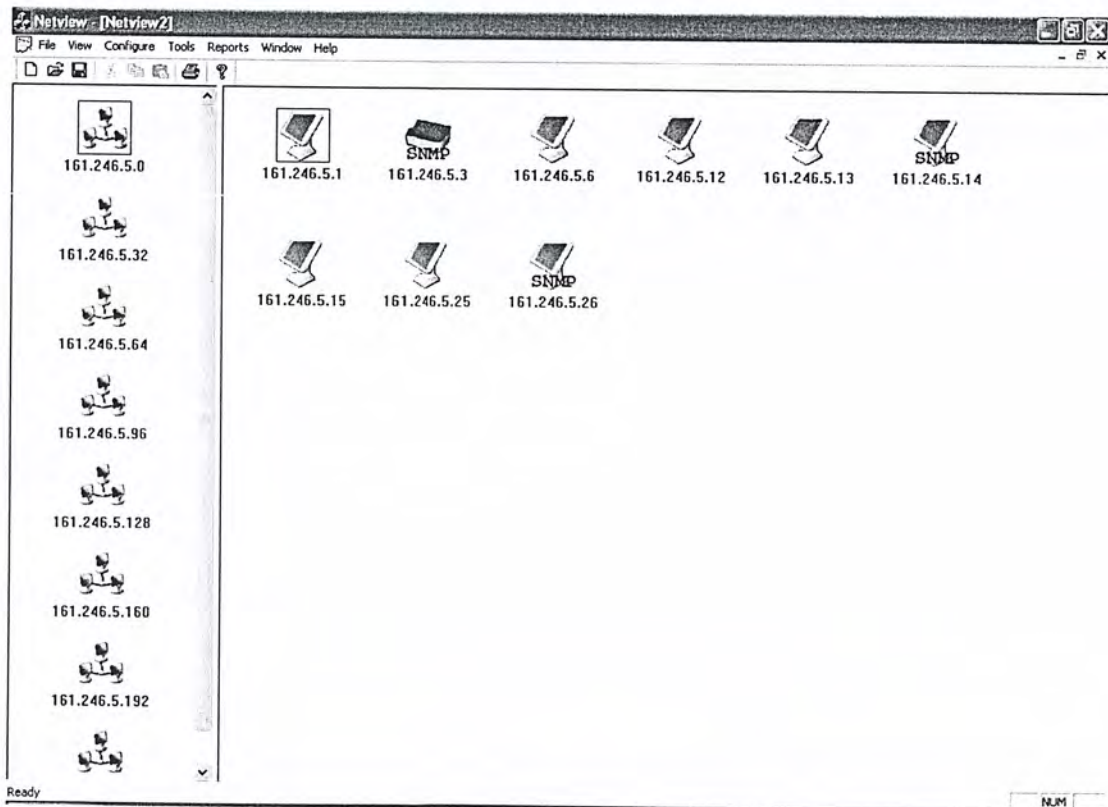 Netview - [Netview2]
File View Configure Tools Reports Window Help
161.246.5.0
161.246.5.32
161.246.5.64
161.246.5.96
161.246.5.128
161.246.5.160
161.246.5.192
161.246.5.1
SNMP
161.246.5.3
161.246.5.6
161.246.5.12
161.246.5.13
SNMP
161.246.5.14
161.246.5.15
161.246.5.25
SNMP
161.246.5.26
Ready
NUM